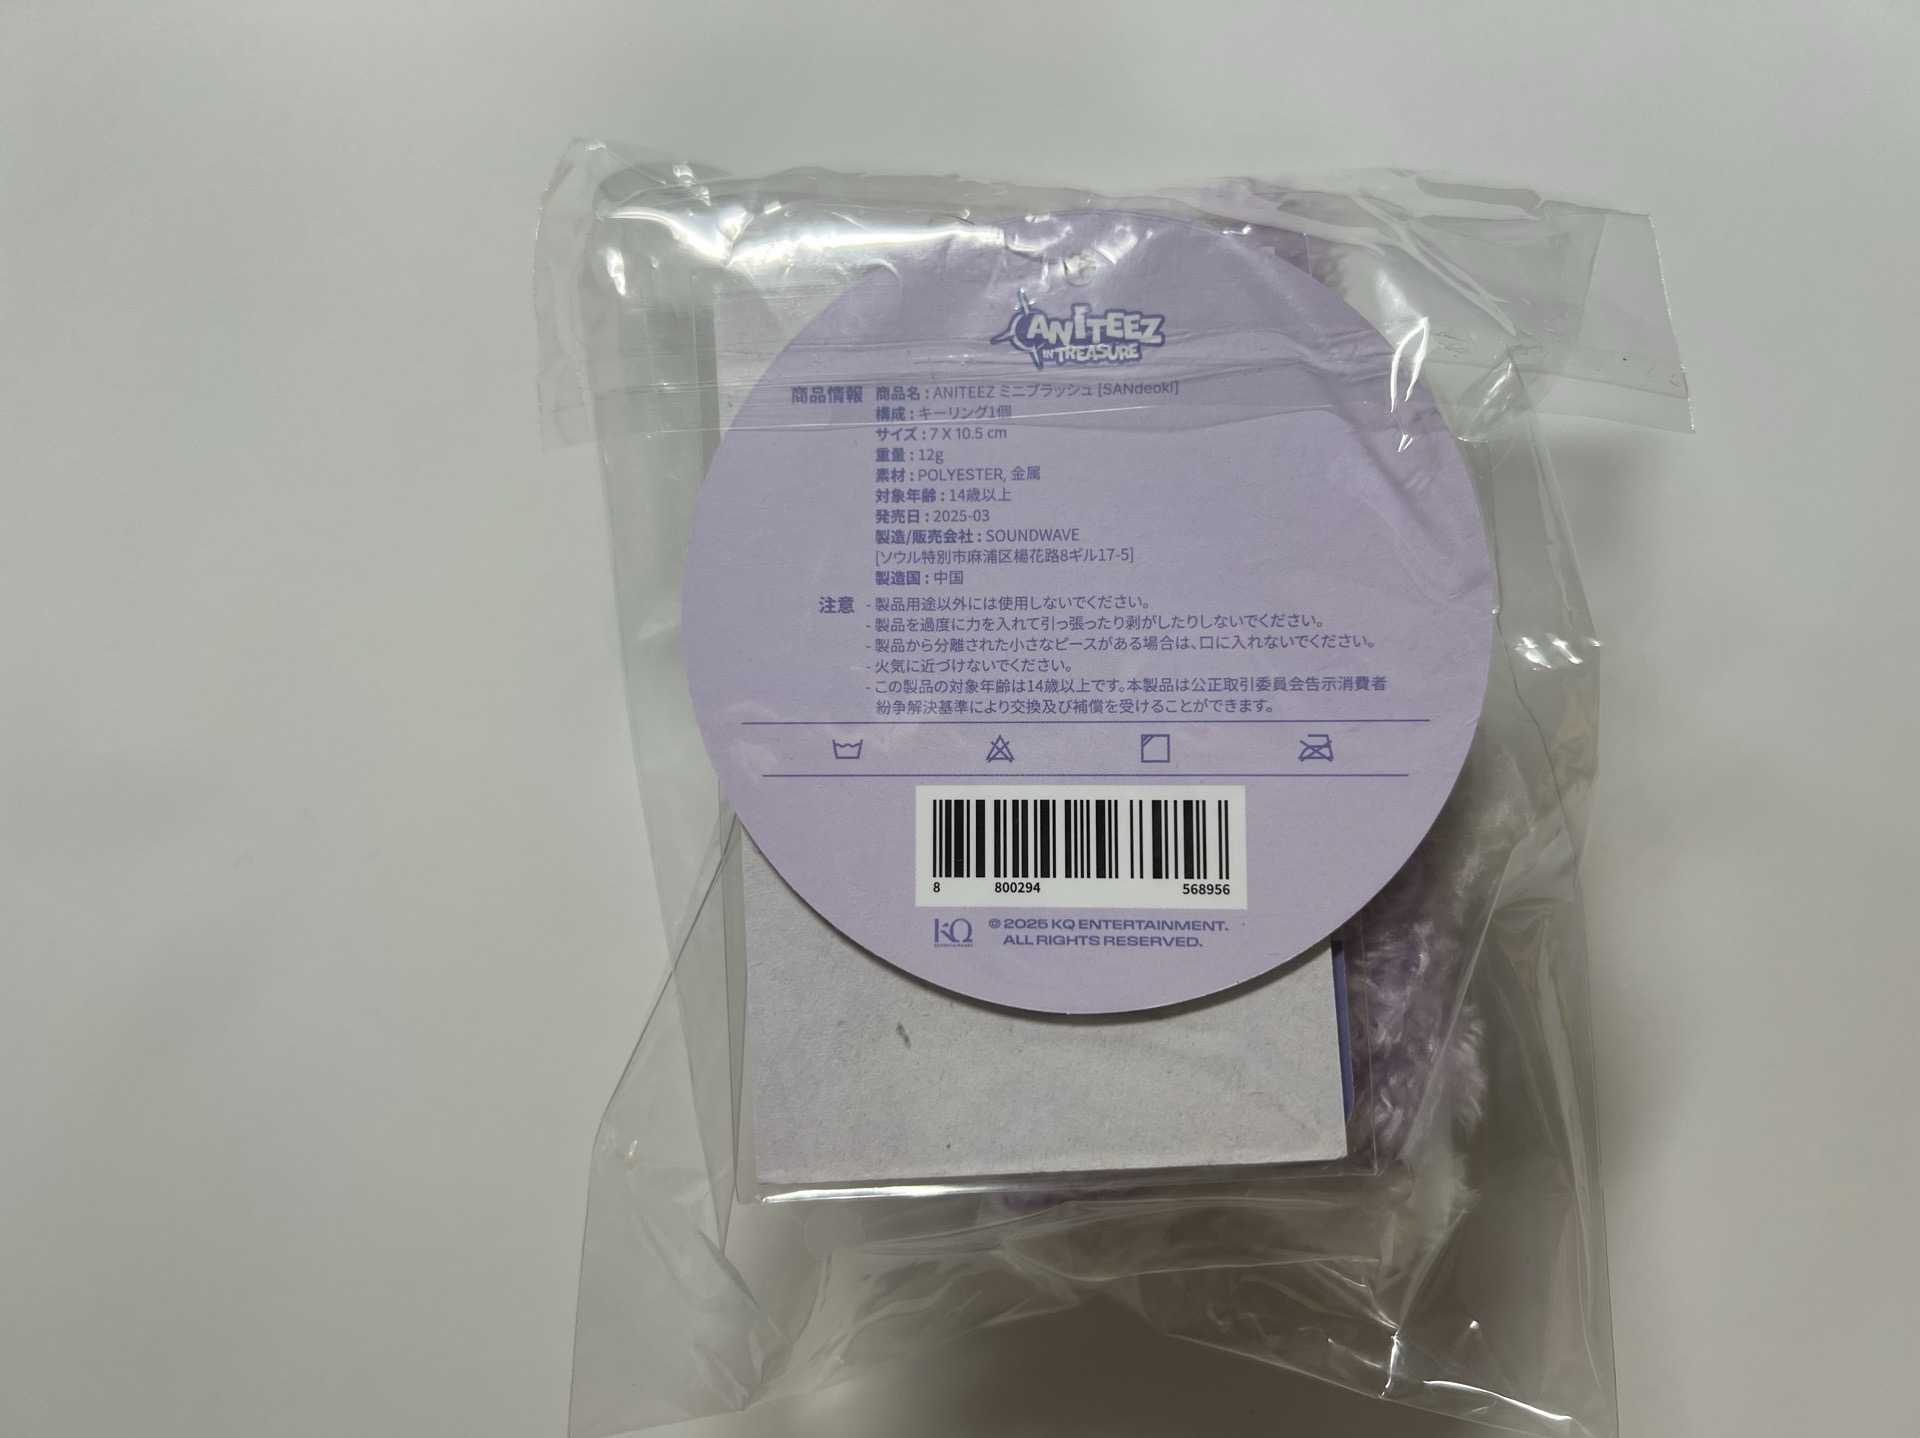 ANITEEZ
IN TREASURE
商品情報 商品名 : ANITEEZ ミニプラッシュ [SANdeoki]
構成 : キーリング1個
サイズ : 7 X 10.5 cm
重量 : 12g
素材 : POLYESTER, 金属
対象年齢 : 14歳以上
発売日 : 2025-03
製造/販売会社 : SOUNDWAVE
[ソウル特別市麻浦区楊花路8ギル17-5]
製造国 : 中国
注意 - 製品用途以外には使用しないでください。
- 製品を過度に力を入れて引っ張ったり剥がしたりしないでください。
- 製品から分離された小さなピースがある場合は、口に入れないでください。
- 火気に近づけないでください。
- この製品の対象年齢は14歳以上です。本製品は公正取引委員会告示消費者
紛争解決基準により交換及び補償を受けることができます。
8 800294 568956
KQ ENTERTAINMENT
© 2025 KQ ENTERTAINMENT.
ALL RIGHTS RESERVED.